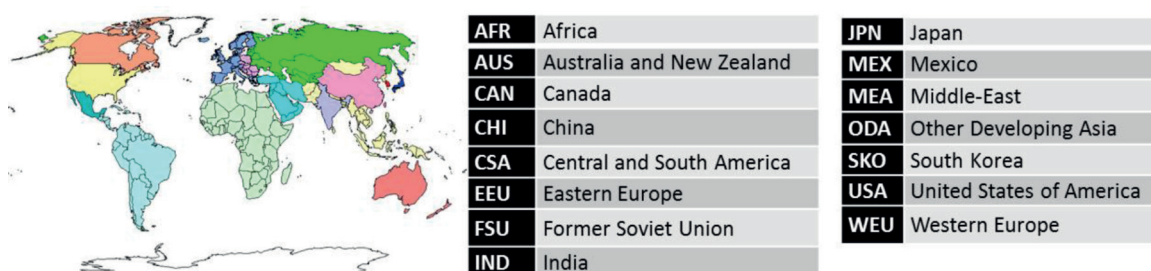 AFR Africa
AUS Australia and New Zealand
CAN Canada
CHI China
CSA Central and South America
EEU Eastern Europe
FSU Former Soviet Union
IND India
JPN Japan
MEX Mexico
MEA Middle-East
ODA Other Developing Asia
SKO South Korea
USA United States of America
WEU Western Europe